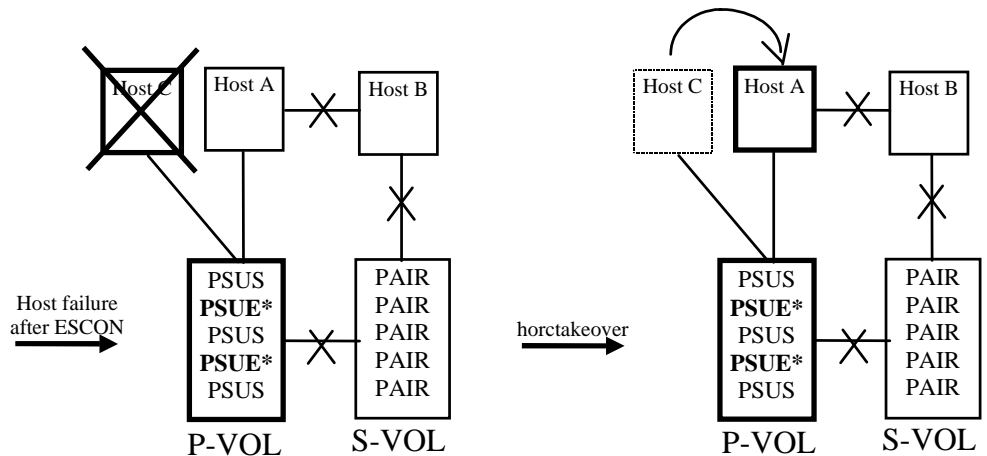 Host C
Host A
Host B
Host failure
after ESCON
PSUS
PSUE*
PSUS
PSUE*
PSUS
PAIR
PAIR
PAIR
PAIR
PAIR
P-VOL
S-VOL
Host C
Host A
Host B
horctakeover
PSUS
PSUE*
PSUS
PSUE*
PSUS
PAIR
PAIR
PAIR
PAIR
PAIR
P-VOL
S-VOL